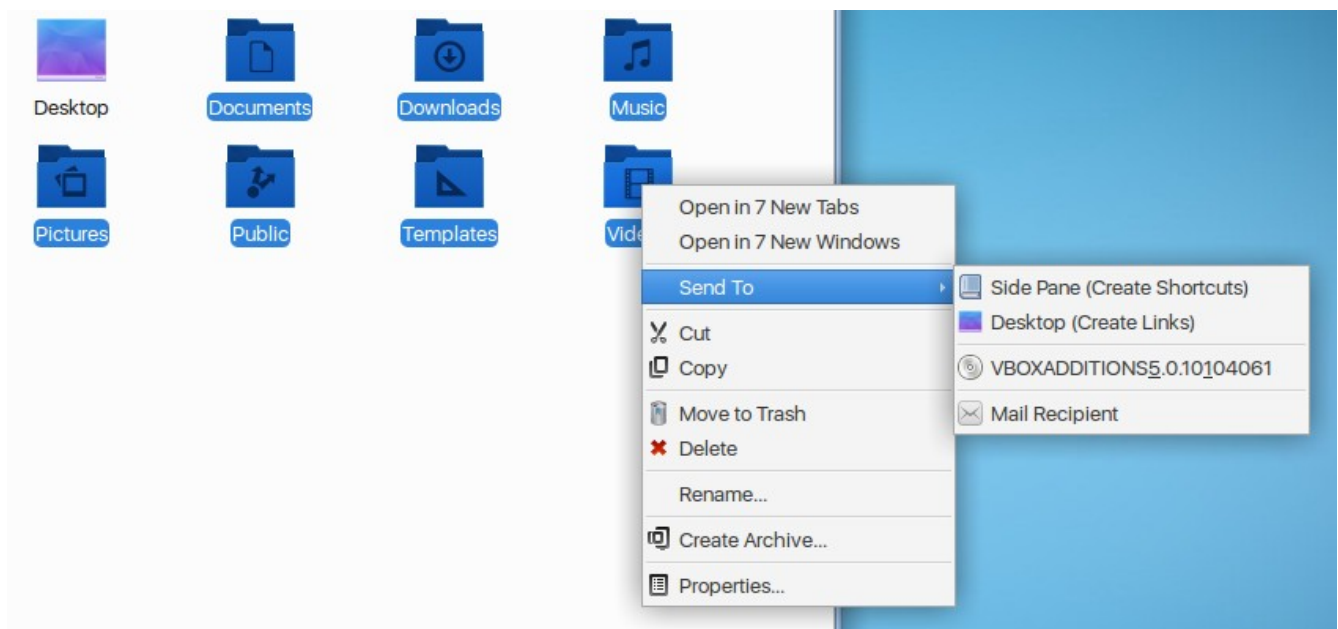 Desktop
Documents
Downloads
Music
Pictures
Public
Templates
Open in 7 New Tabs
Open in 7 New Windows
Send To
Side Pane (Create Shortcuts)
Desktop (Create Links)
Cut
Copy
VBOXADDITIONS5.0.10104061
Move to Trash
Mail Recipient
Delete
Rename...
Create Archive...
Properties...